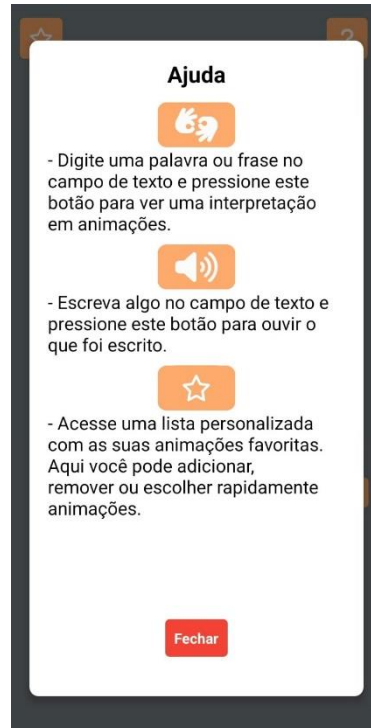 ?
Ajuda
- Digite uma palavra ou frase no
campo de texto e pressione este
botão para ver uma interpretação
em animações.
- Escreva algo no campo de texto e
pressione este botão para ouvir o
que foi escrito.
- Acesse uma lista personalizada
com as suas animações favoritas.
Aqui você pode adicionar,
remover ou escolher rapidamente
animações.
Fechar